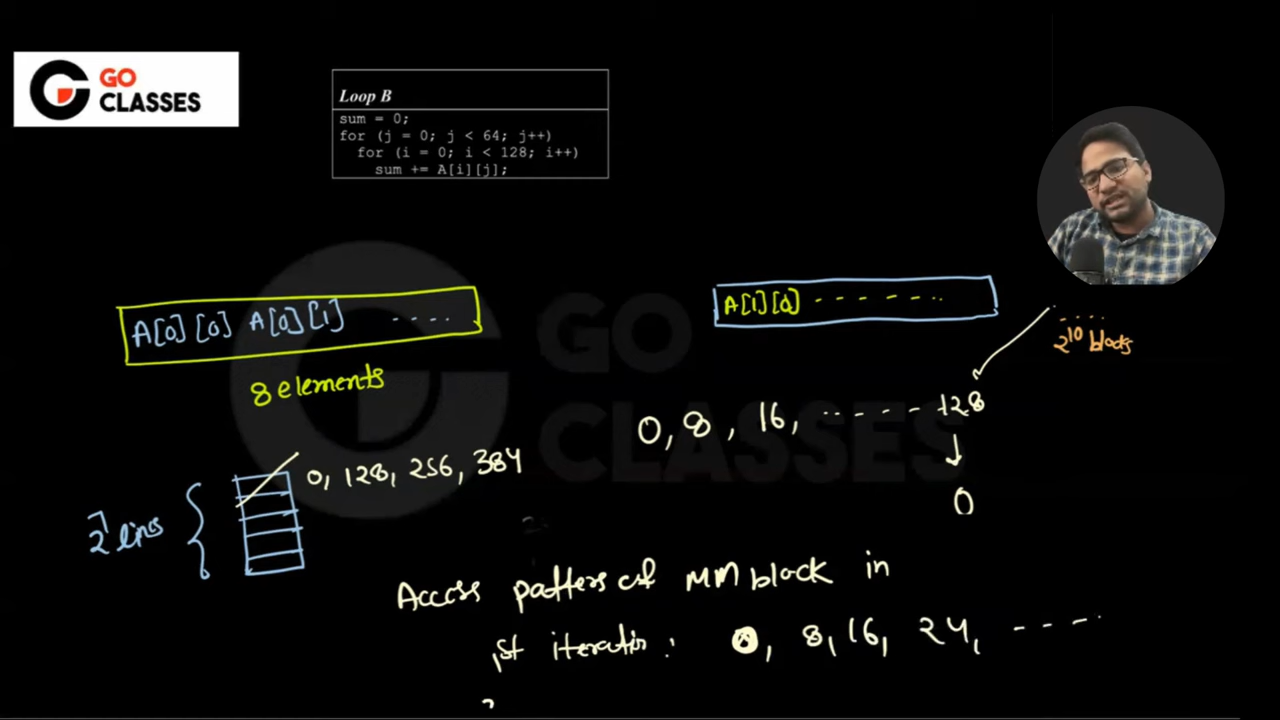 GO
CLASSES
Loop B
sum = 0;
for (j = 0; j < 64; j++)
for (i = 0; i < 128; i++)
sum += A[i][j];
A[0][0] A[0][1] - - - -
A[1][0] - - - - - - - -
- - - -
2^10 blocks
8 elements
0, 8, 16, - - - - - 128
↓
0
0, 128, 256, 384
2^7 lines
Access pattern of MM block in
1st iteration: 0, 8, 16, 24, - - - -
GO
CLASSES